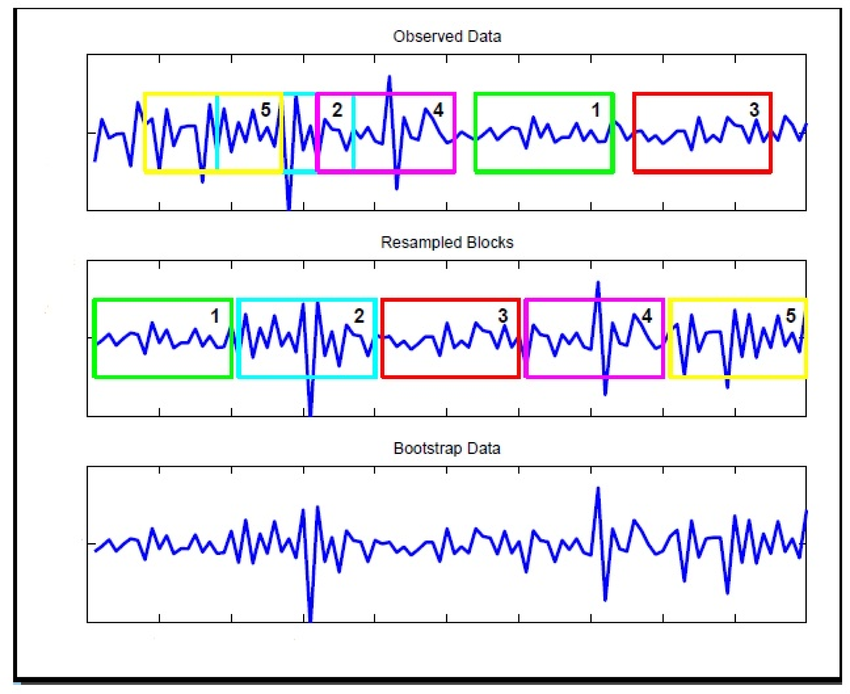 Observed Data
5 2 4 1 3
Resampled Blocks
1 2 3 4 5
Bootstrap Data